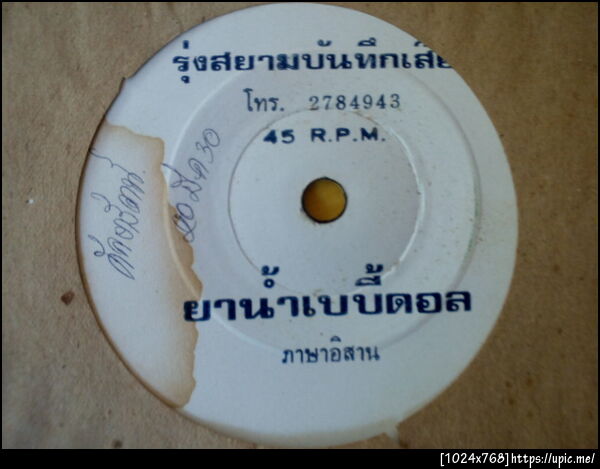 รุ่งสยามบันทึกเสีย
โทร. 2784943
45 R.P.M.
ยาน้ำเบบี้ดอล
ภาษาอิสาน
[1024x768]https://upic.me/